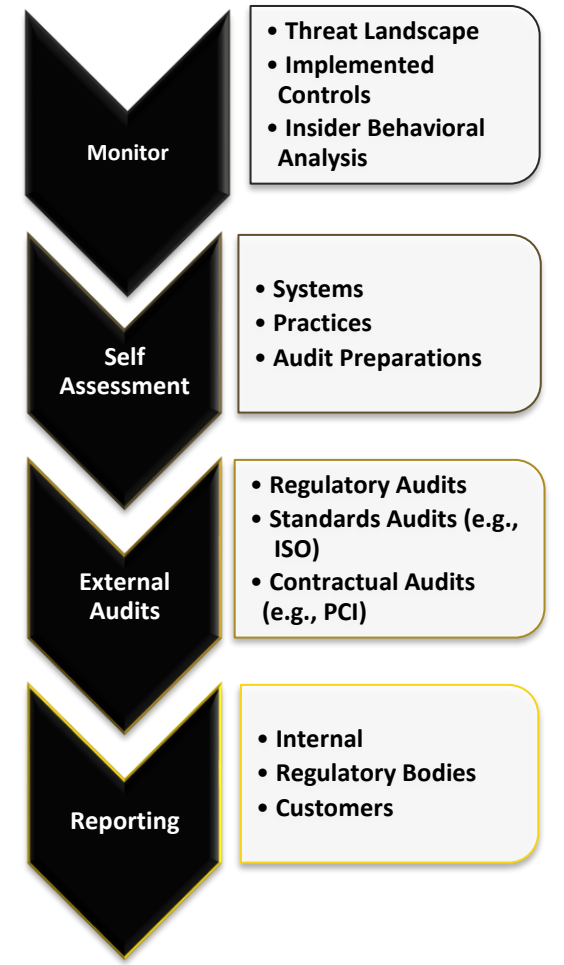 Monitor
• Threat Landscape
• Implemented
Controls
• Insider Behavioral
Analysis
Self
Assessment
• Systems
• Practices
• Audit Preparations
External
Audits
• Regulatory Audits
• Standards Audits (e.g.,
ISO)
• Contractual Audits
(e.g., PCI)
Reporting
• Internal
• Regulatory Bodies
• Customers